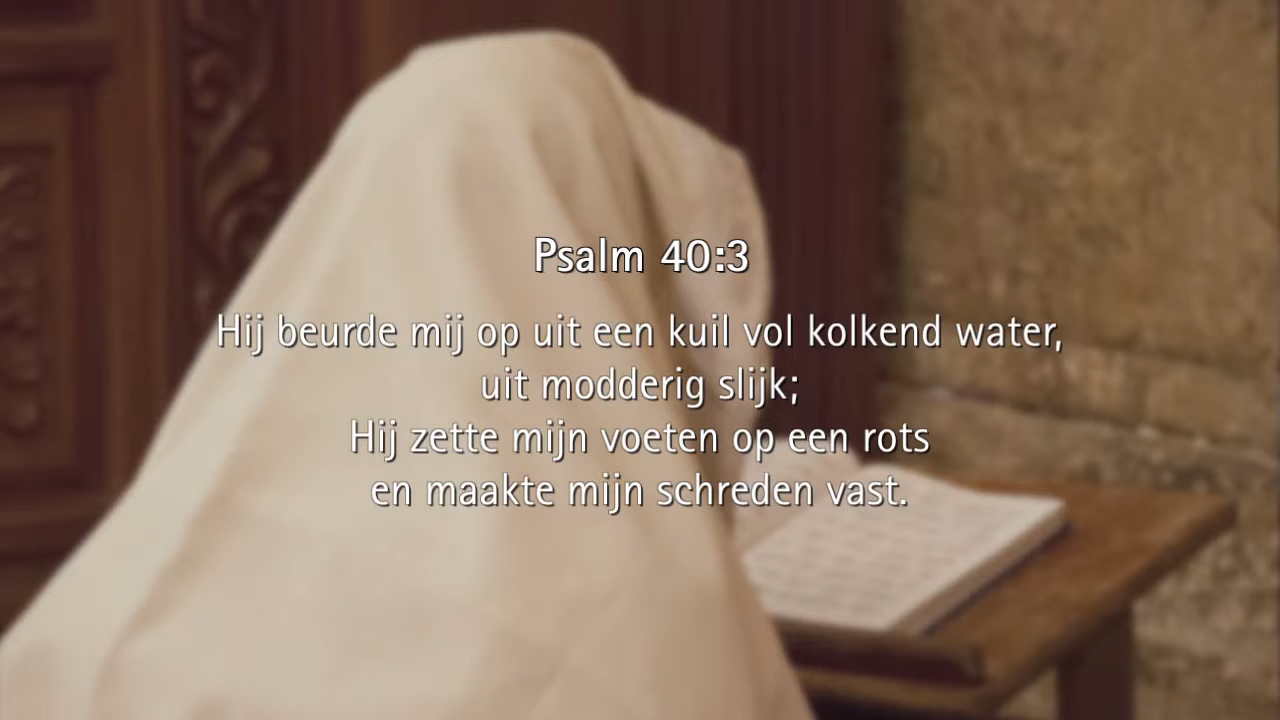 Psalm 40:3
Hij beurde mij op uit een kuil vol kolkend water,
uit modderig slijk;
Hij zette mijn voeten op een rots
en maakte mijn schreden vast.